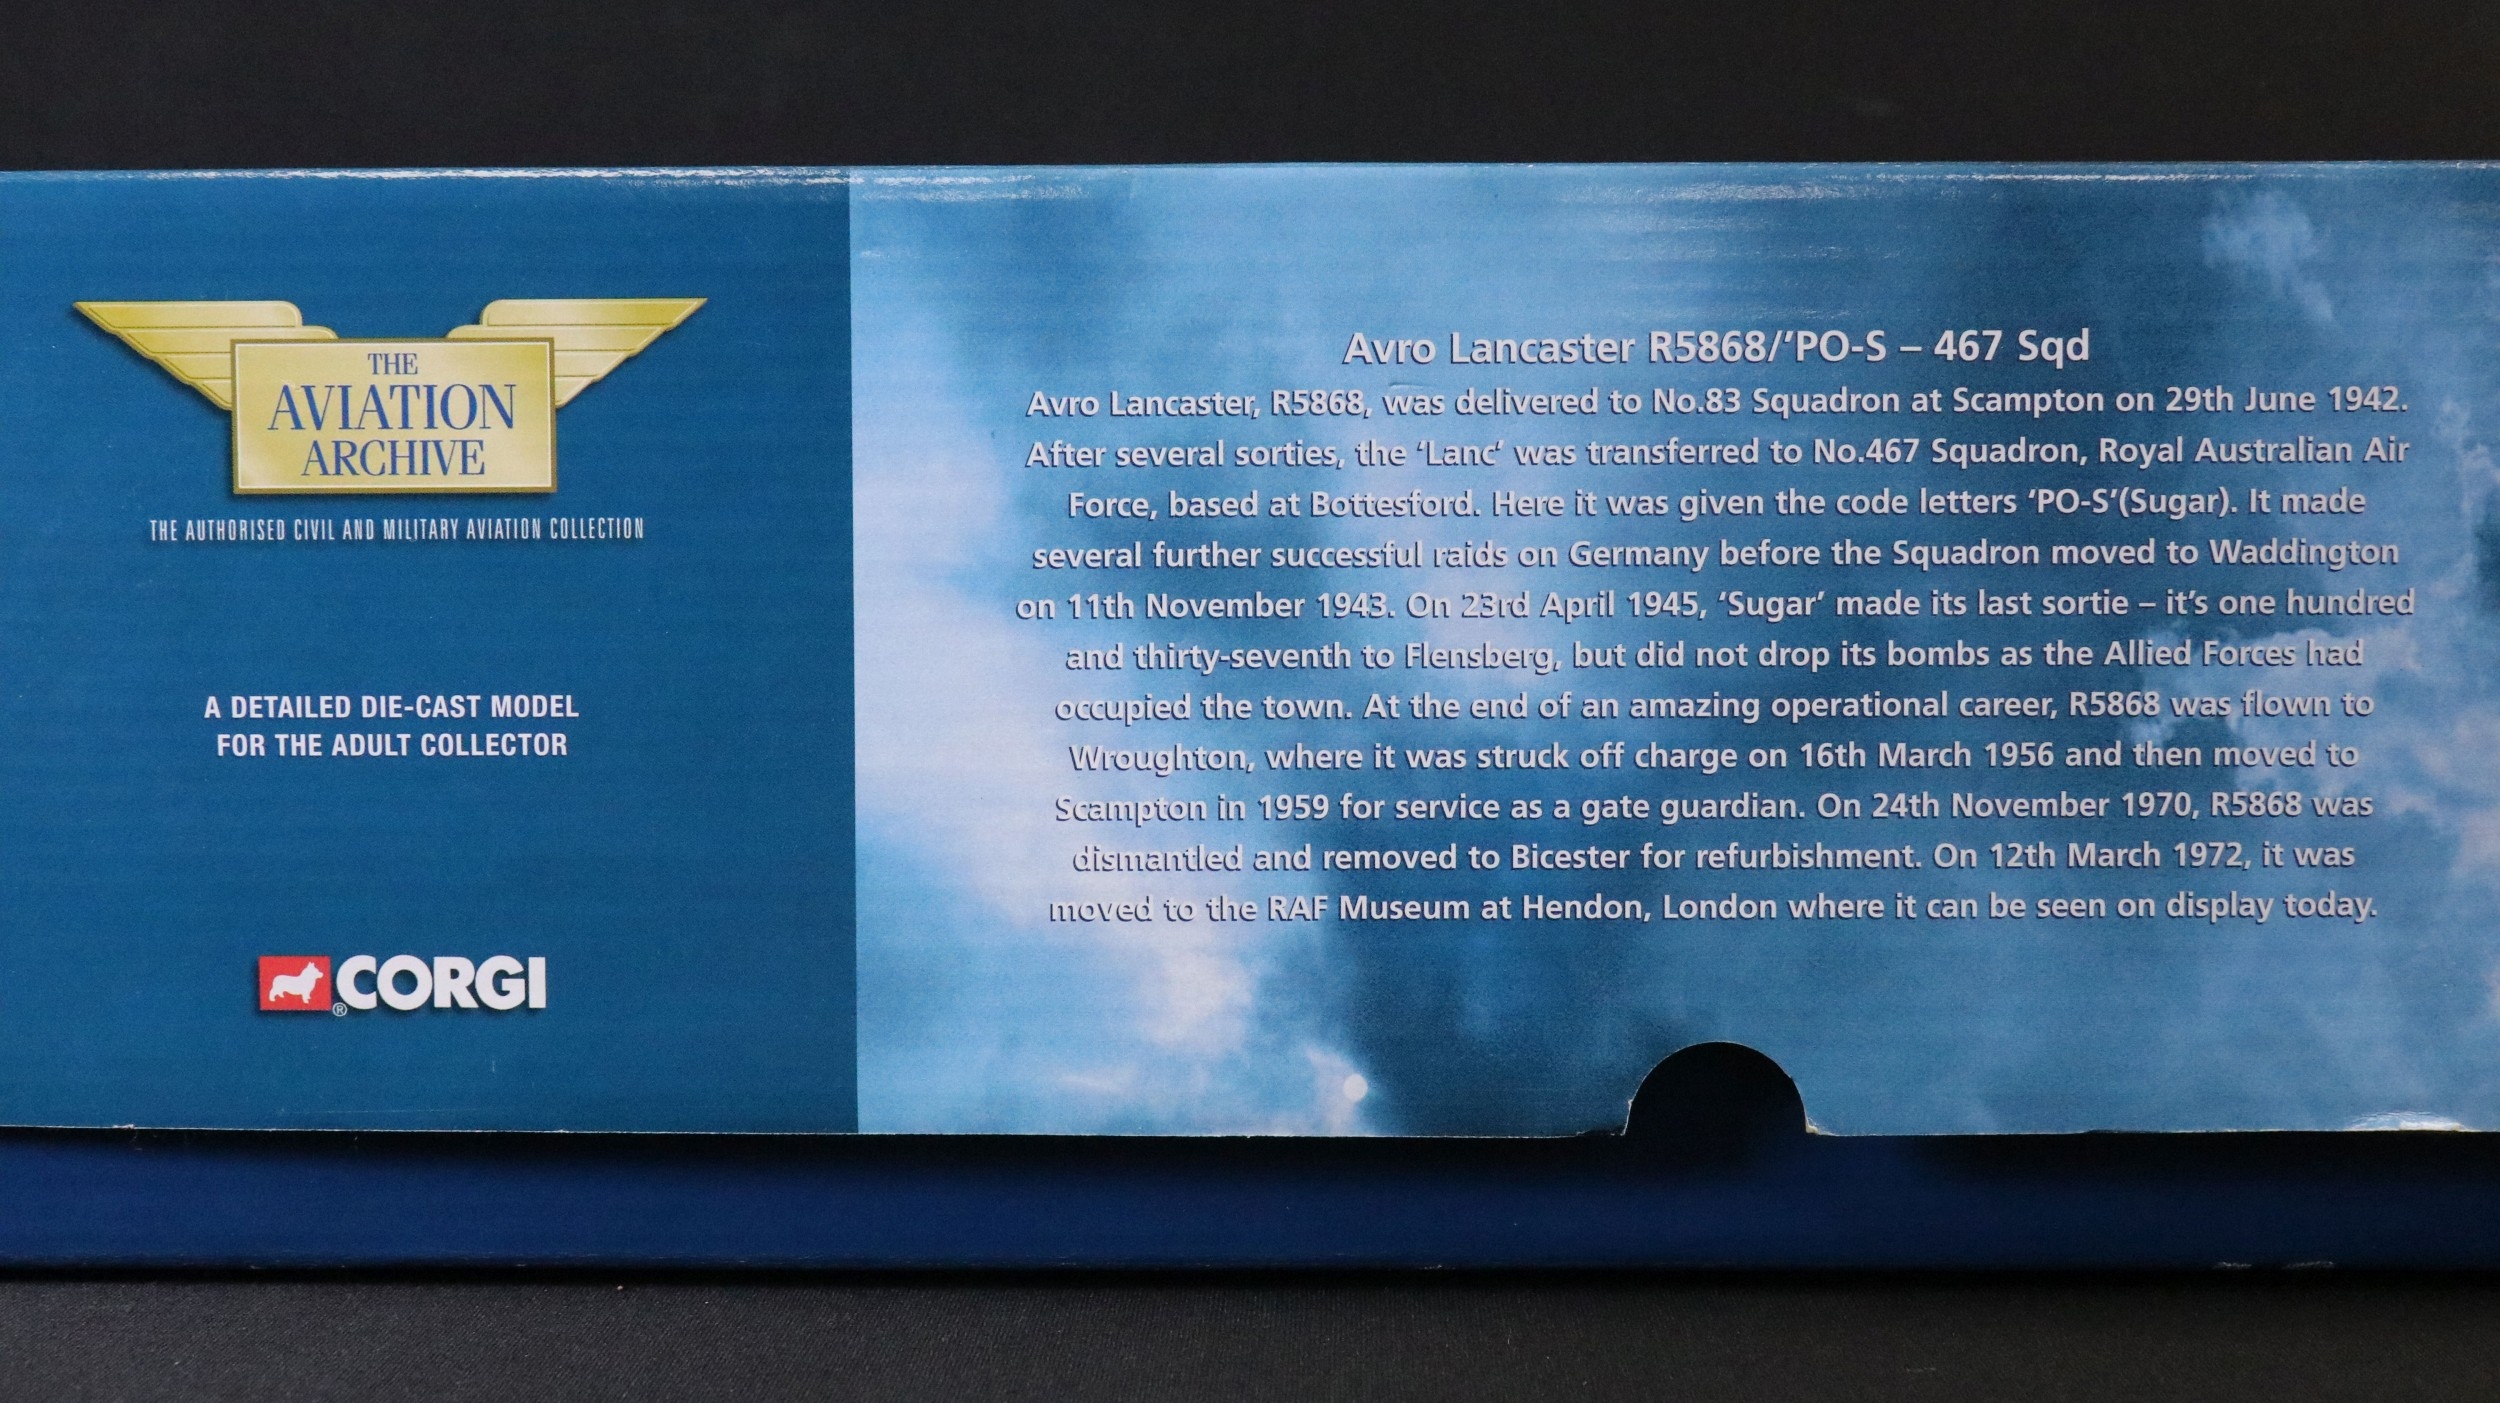 THE
AVIATION
ARCHIVE
THE AUTHORISED CIVIL AND MILITARY AVIATION COLLECTION
A DETAILED DIE-CAST MODEL
FOR THE ADULT COLLECTOR
®CORGI
Avro Lancaster R5868/’PO-S – 467 Sqd
Avro Lancaster, R5868, was delivered to No.83 Squadron at Scampton on 29th June 1942.
After several sorties, the ‘Lanc’ was transferred to No.467 Squadron, Royal Australian Air
Force, based at Bottesford. Here it was given the code letters ‘PO-S’(Sugar). It made
several further successful raids on Germany before the Squadron moved to Waddington
on 11th November 1943. On 23rd April 1945, ‘Sugar’ made its last sortie – it’s one hundred
and thirty-seventh to Flensberg, but did not drop its bombs as the Allied Forces had
occupied the town. At the end of an amazing operational career, R5868 was flown to
Wroughton, where it was struck off charge on 16th March 1956 and then moved to
Scampton in 1959 for service as a gate guardian. On 24th November 1970, R5868 was
dismantled and removed to Bicester for refurbishment. On 12th March 1972, it was
moved to the RAF Museum at Hendon, London where it can be seen on display today.